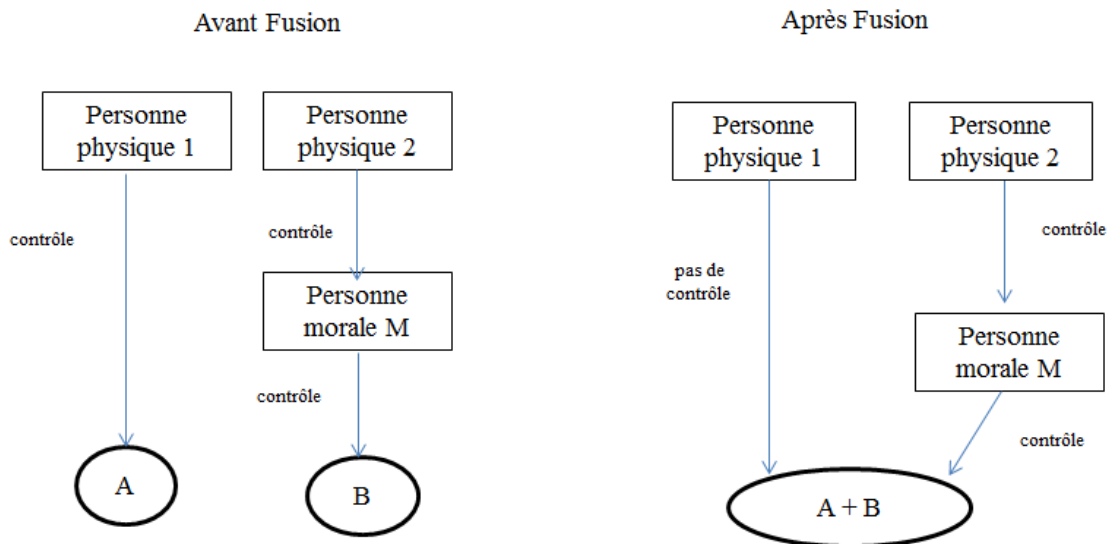 Avant Fusion
Personne
physique 1
Personne
physique 2
contrôle
contrôle
Personne
morale M
contrôle
A
B
Après Fusion
Personne
physique 1
Personne
physique 2
contrôle
pas de
contrôle
Personne
morale M
contrôle
A + B